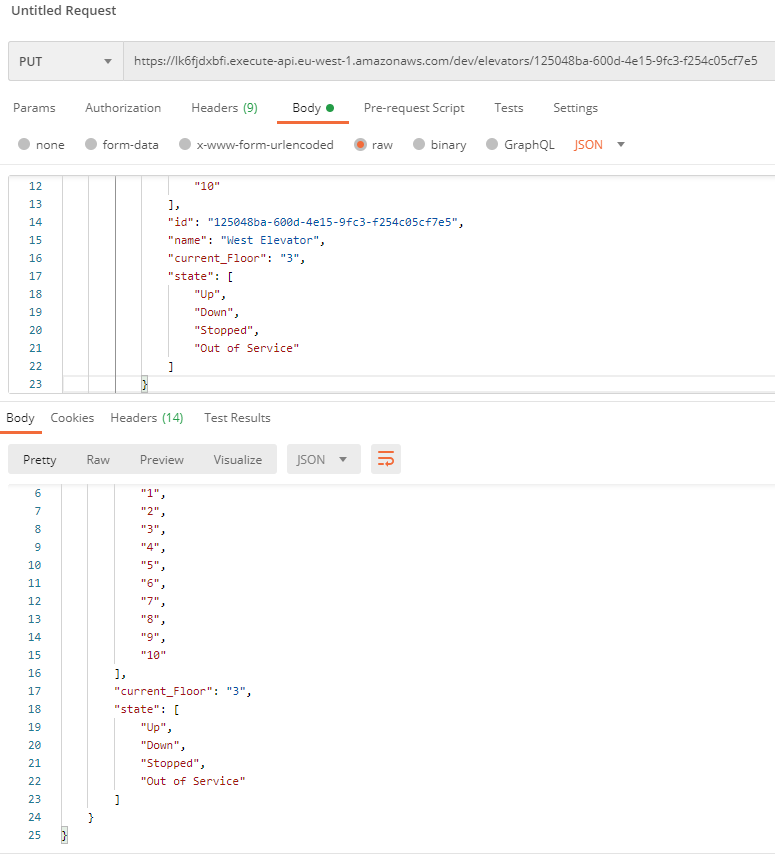 Untitled Request
PUT https://lk6fjdxbfi.execute-api.eu-west-1.amazonaws.com/dev/elevators/125048ba-600d-4e15-9fc3-f254c05cf7e5
Params Authorization Headers (9) Body Pre-request Script Tests Settings
none form-data x-www-form-urlencoded raw binary GraphQL JSON
12 "10"
13 ],
14 "id": "125048ba-600d-4e15-9fc3-f254c05cf7e5",
15 "name": "West Elevator",
16 "current_Floor": "3",
17 "state": [
18 "Up",
19 "Down",
20 "Stopped",
21 "Out of Service"
22 ]
23 }
Body Cookies Headers (14) Test Results
Pretty Raw Preview Visualize JSON
6 "1",
7 "2",
8 "3",
9 "4",
10 "5",
11 "6",
12 "7",
13 "8",
14 "9",
15 "10"
16 ],
17 "current_Floor": "3",
18 "state": [
19 "Up",
20 "Down",
21 "Stopped",
22 "Out of Service"
23 ]
24 }
25 }